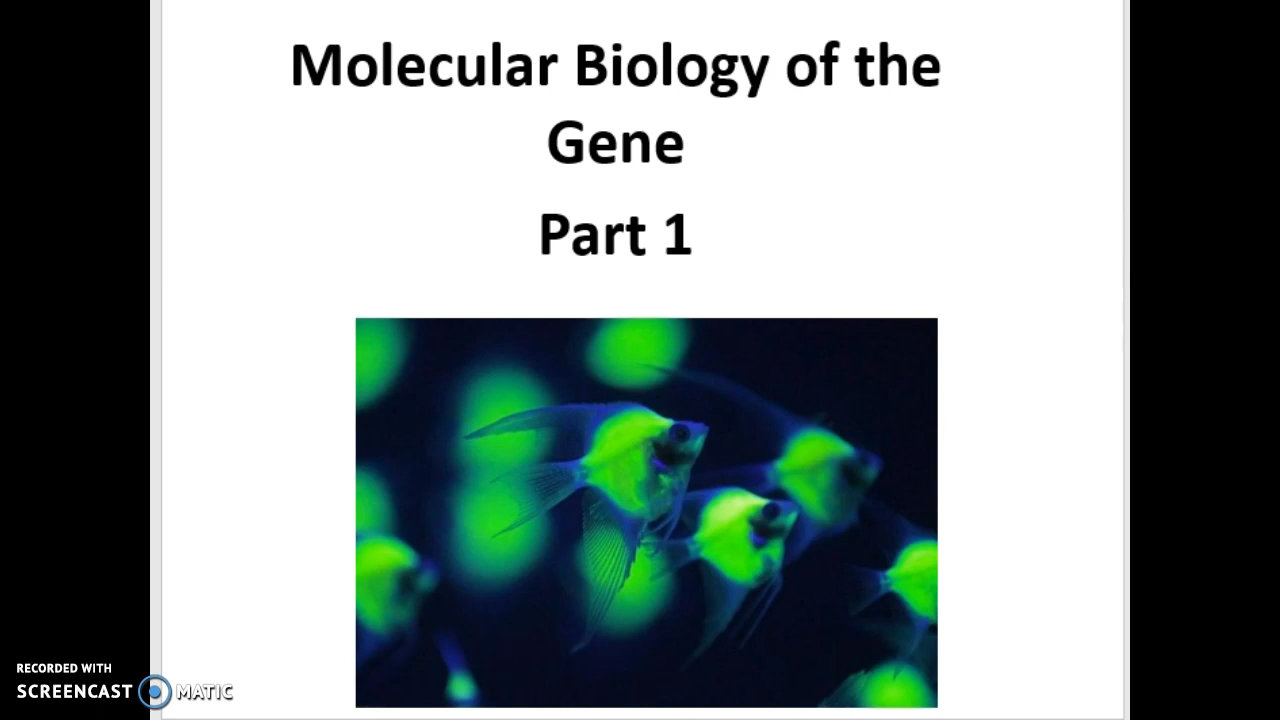 Molecular Biology of the
Gene
Part 1
RECORDED WITH
SCREENCAST MATIC